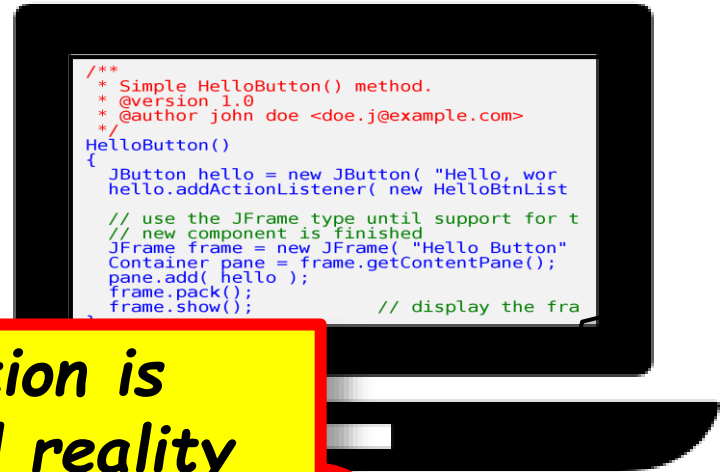 /**
* Simple HelloButton() method.
* @version 1.0
* @author john doe <doe.j@example.com>
*/
HelloButton()
{
JButton hello = new JButton( "Hello, wor
hello.addActionListener( new HelloBtnList
// use the JFrame type until support for t
// new component is finished
JFrame frame = new JFrame( "Hello Button"
Container pane = frame.getContentPane();
pane.add( hello );
frame.pack();
frame.show(); // display the fra
tion is
reality